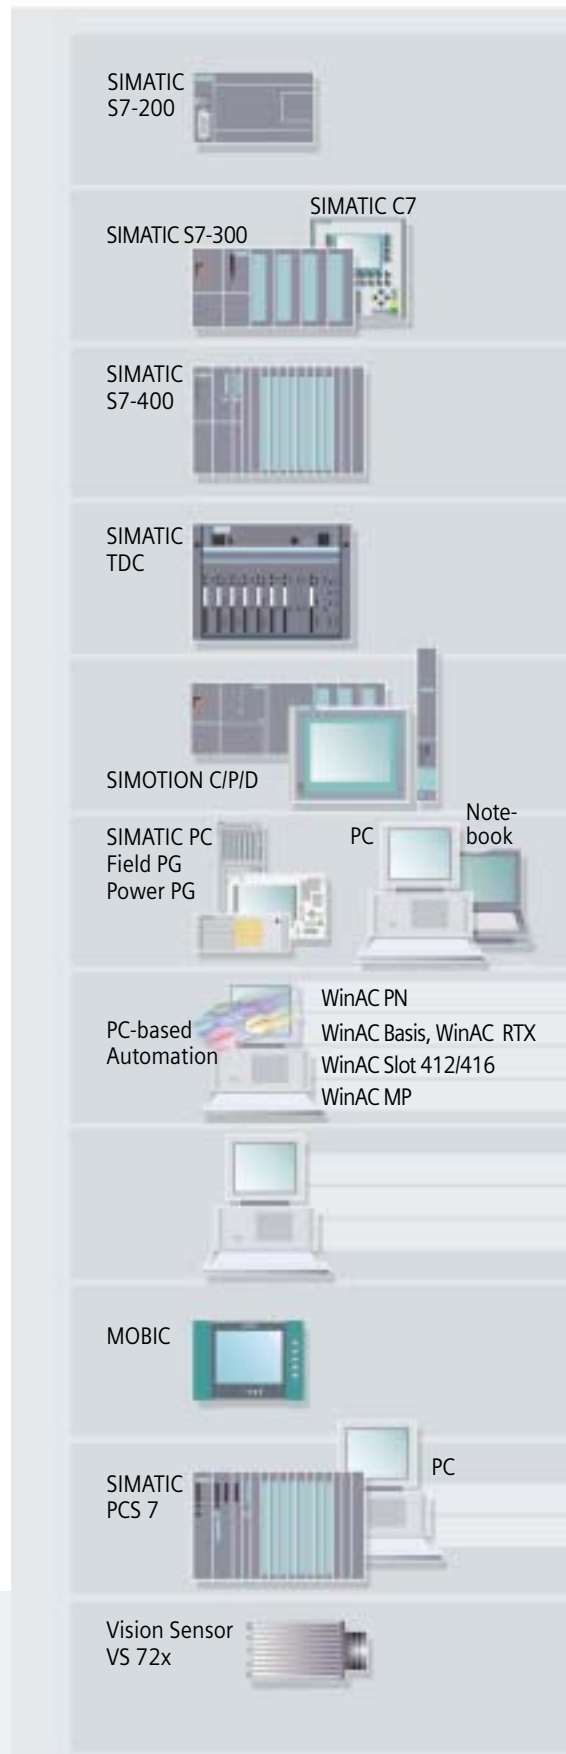 SIMATIC
S7-200
SIMATIC C7
SIMATIC S7-300
SIMATIC
S7-400
SIMATIC
TDC
SIMOTION C/P/D
SIMATIC PC
Field PG
Power PG
PC
Note-
book
PC-based
Automation
WinAC PN
WinAC Basis, WinAC RTX
WinAC Slot 412/416
WinAC MP
MOBIC
SIMATIC
PCS 7
PC
Vision Sensor
VS 72x